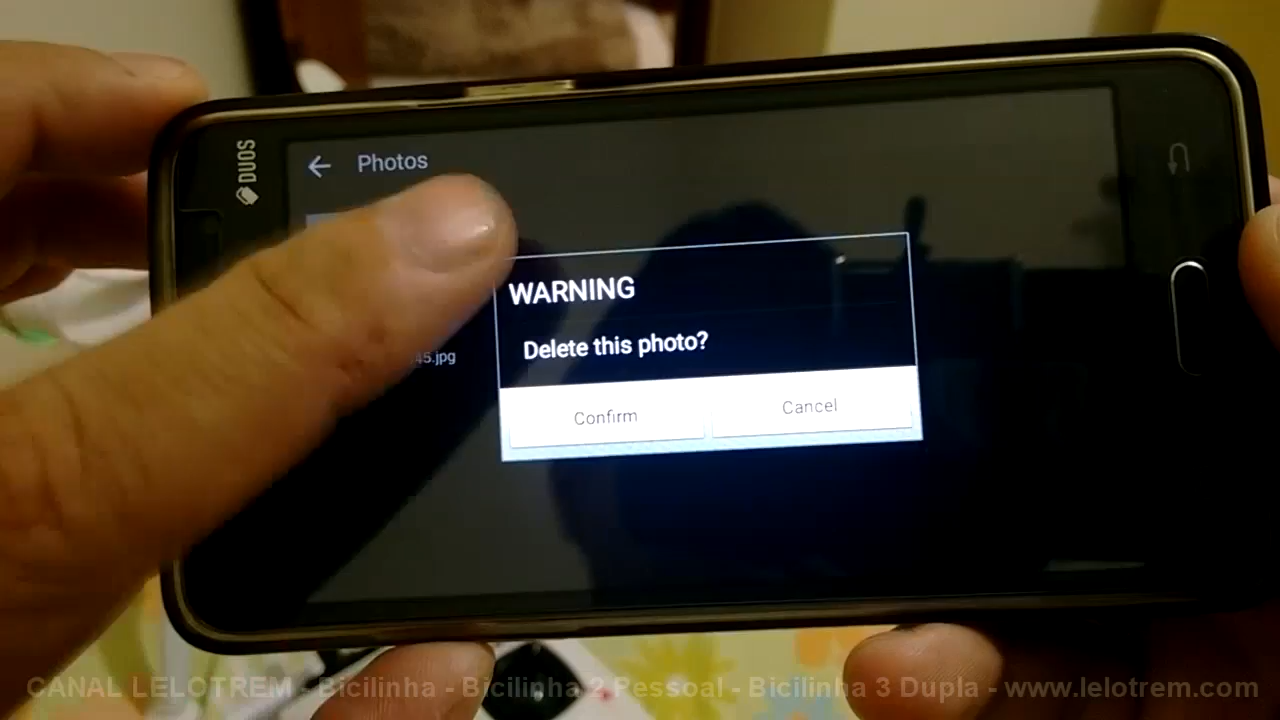 DUOS
Photos
WARNING
Delete this photo?
45.jpg
Confirm
Cancel
CANAL LELOTREM - Bicilinha - Bicilinha 2 Pessoal - Bicilinha 3 Dupla - www.lelotrem.com